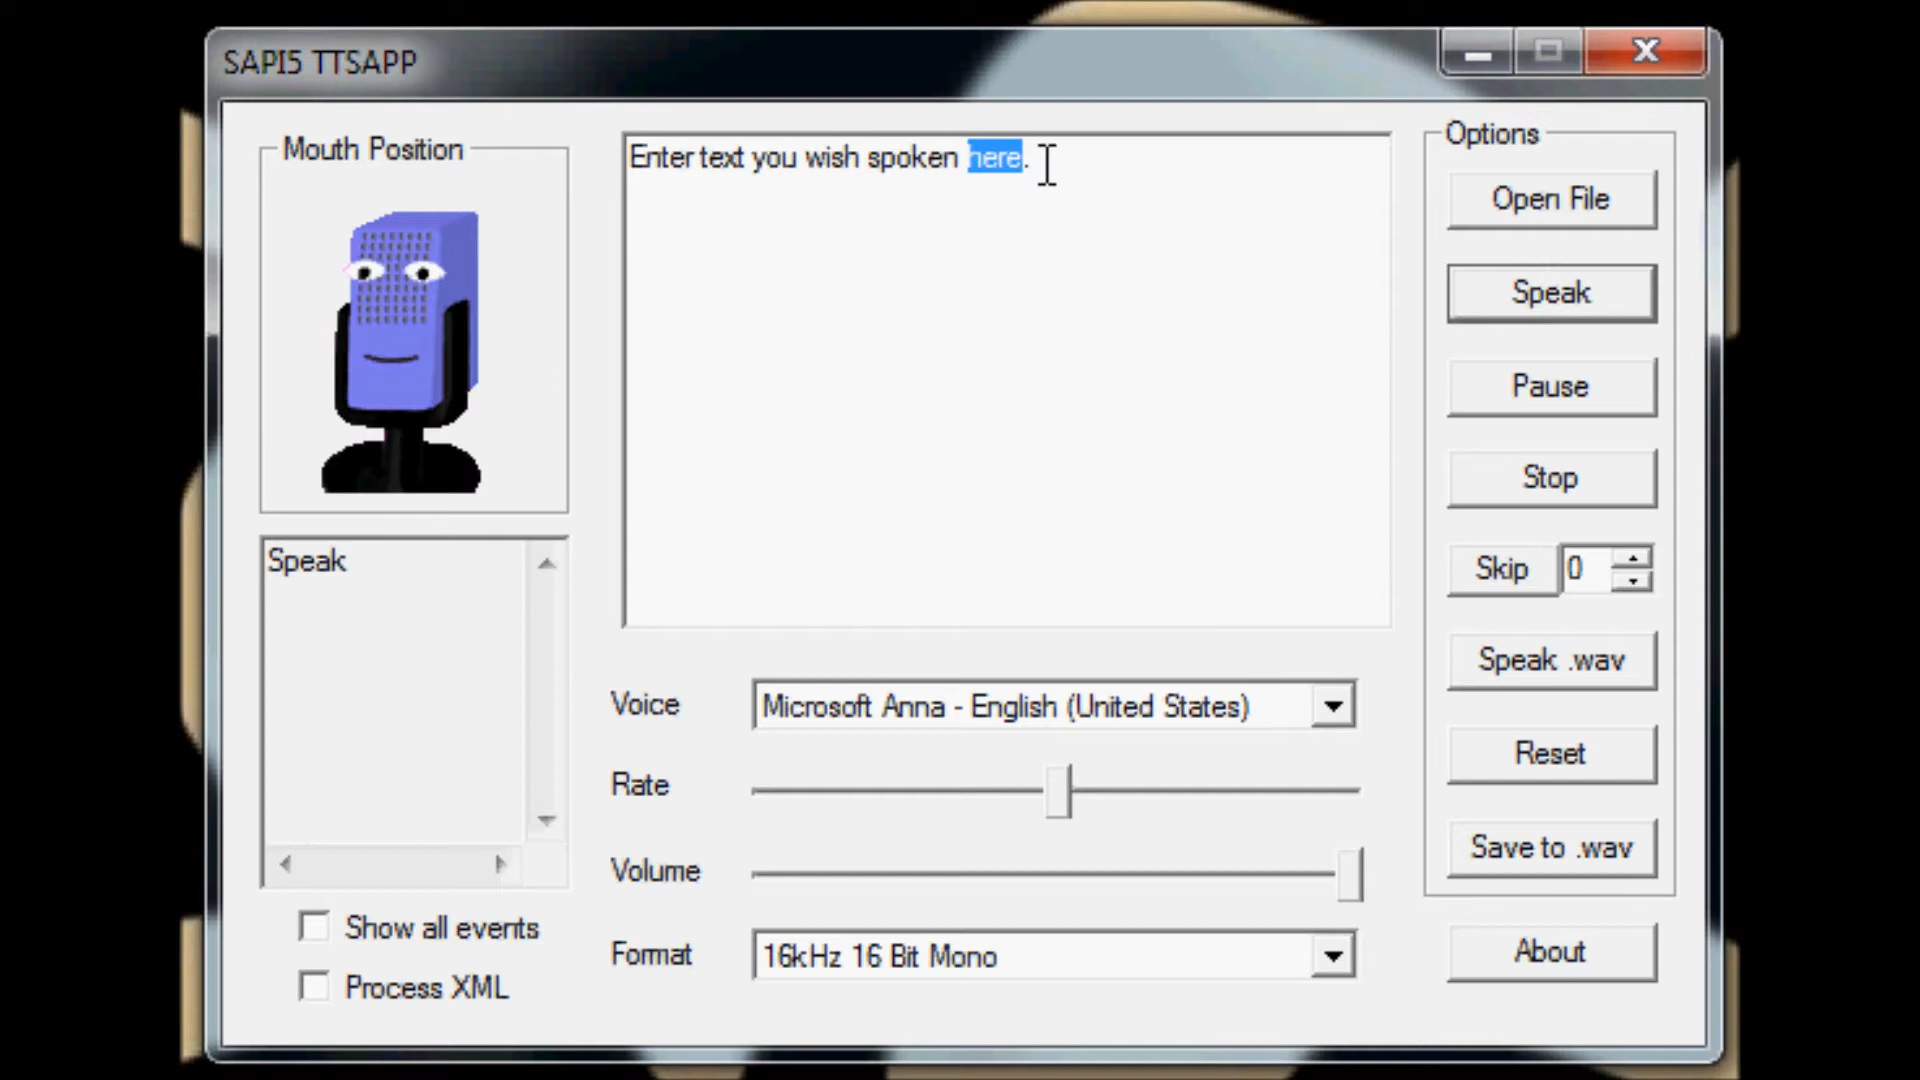 SAPI5 TTSAPP
Mouth Position
Enter text you wish spoken here.
Options
Open File
Speak
Pause
Stop
Skip 0
Speak .wav
Reset
Save to .wav
About
Speak
Voice Microsoft Anna - English (United States)
Rate
Volume
Format 16kHz 16 Bit Mono
Show all events
Process XML